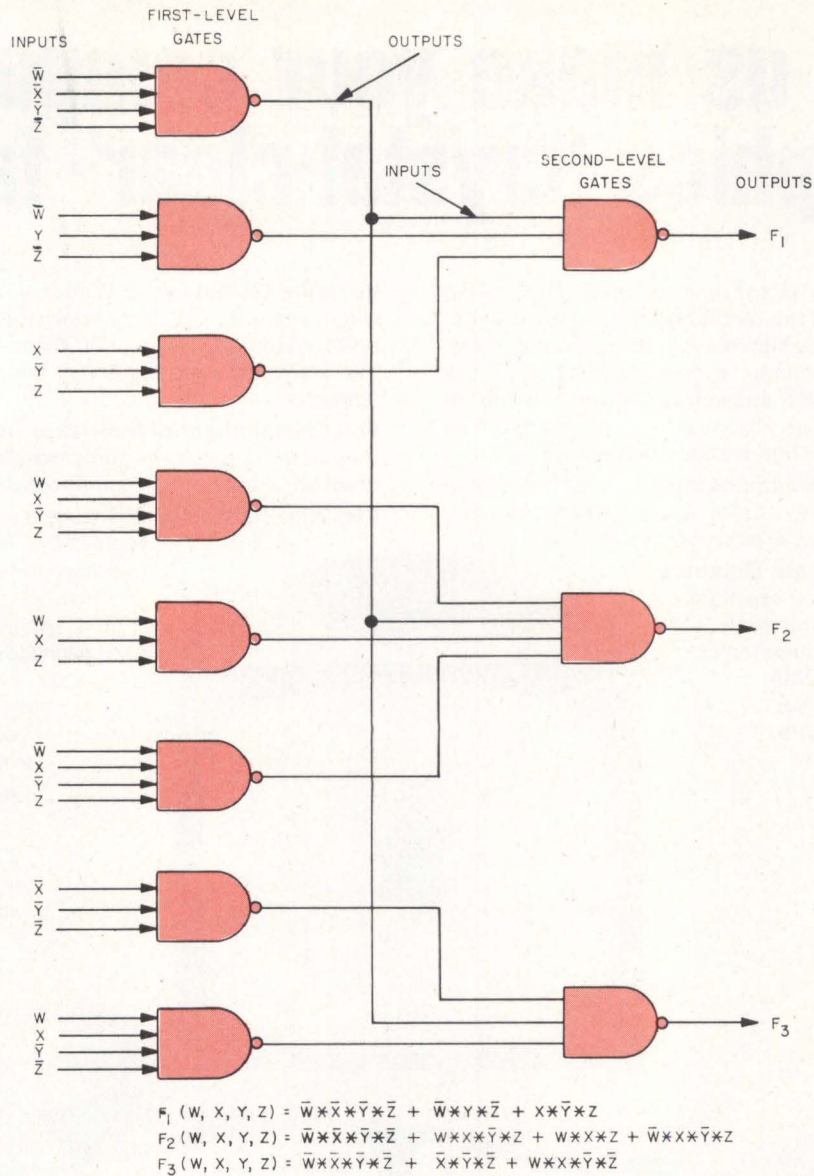 FIRST-LEVEL
GATES
INPUTS
OUTPUTS
W̅
X̅
Y̅
Z̅
INPUTS
SECOND-LEVEL
GATES
OUTPUTS
W̅
Y
Z̅
F₁
X
Y̅
Z
W
X
Y̅
Z
W
X
Z
F₂
W̅
X
Y̅
Z
X̅
Y̅
Z̅
W
X
Y̅
Z̅
F₃
F₁ (W, X, Y, Z) = W̅*X̅*Y̅*Z̅ + W̅*Y*Z̅ + X*Y̅*Z
F₂ (W, X, Y, Z) = W̅*X̅*Y̅*Z̅ + W*X*Y̅*Z + W*X*Z + W̅*X*Y̅*Z
F₃ (W, X, Y, Z) = W̅*X̅*Y̅*Z̅ + X̅*Y̅*Z̅ + W*X*Y̅*Z̅